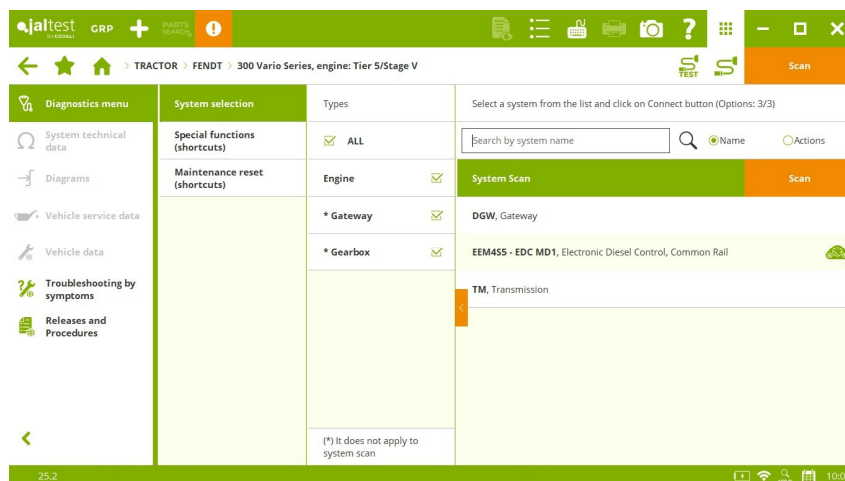 jaltest GRP PARTS SEARCH
BY COJALI
> TRACTOR > FENDT > 300 Vario Series, engine: Tier 5/Stage V
TEST
Scan
Diagnostics menu
System technical
data
Diagrams
Vehicle service data
Vehicle data
Troubleshooting by
symptoms
Releases and
Procedures
System selection
Special functions
(shortcuts)
Maintenance reset
(shortcuts)
Types
ALL
Engine
* Gateway
* Gearbox
(*) It does not apply to
system scan
Select a system from the list and click on Connect button (Options: 3/3)
Search by system name
Name
Actions
System Scan
Scan
DGW, Gateway
EEM4S5 - EDC MD1, Electronic Diesel Control, Common Rail
TM, Transmission
25.2